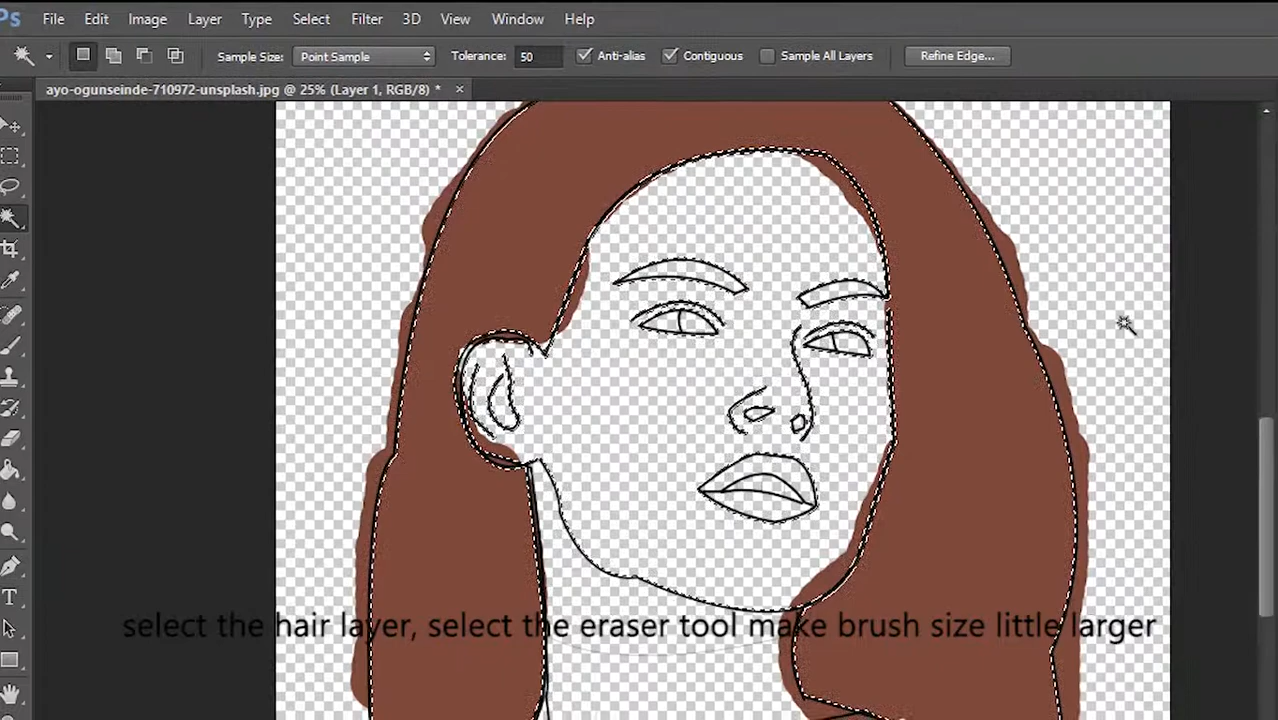 Ps File Edit Image Layer Type Select Filter 3D View Window Help
Sample Size: Point Sample Tolerance: 50 Anti-alias Contiguous Sample All Layers Refine Edge...
ayo-ogunseinde-710972-unsplash.jpg @ 25% (Layer 1, RGB/8) * ×
T
select the hair layer, select the eraser tool make brush size little larger